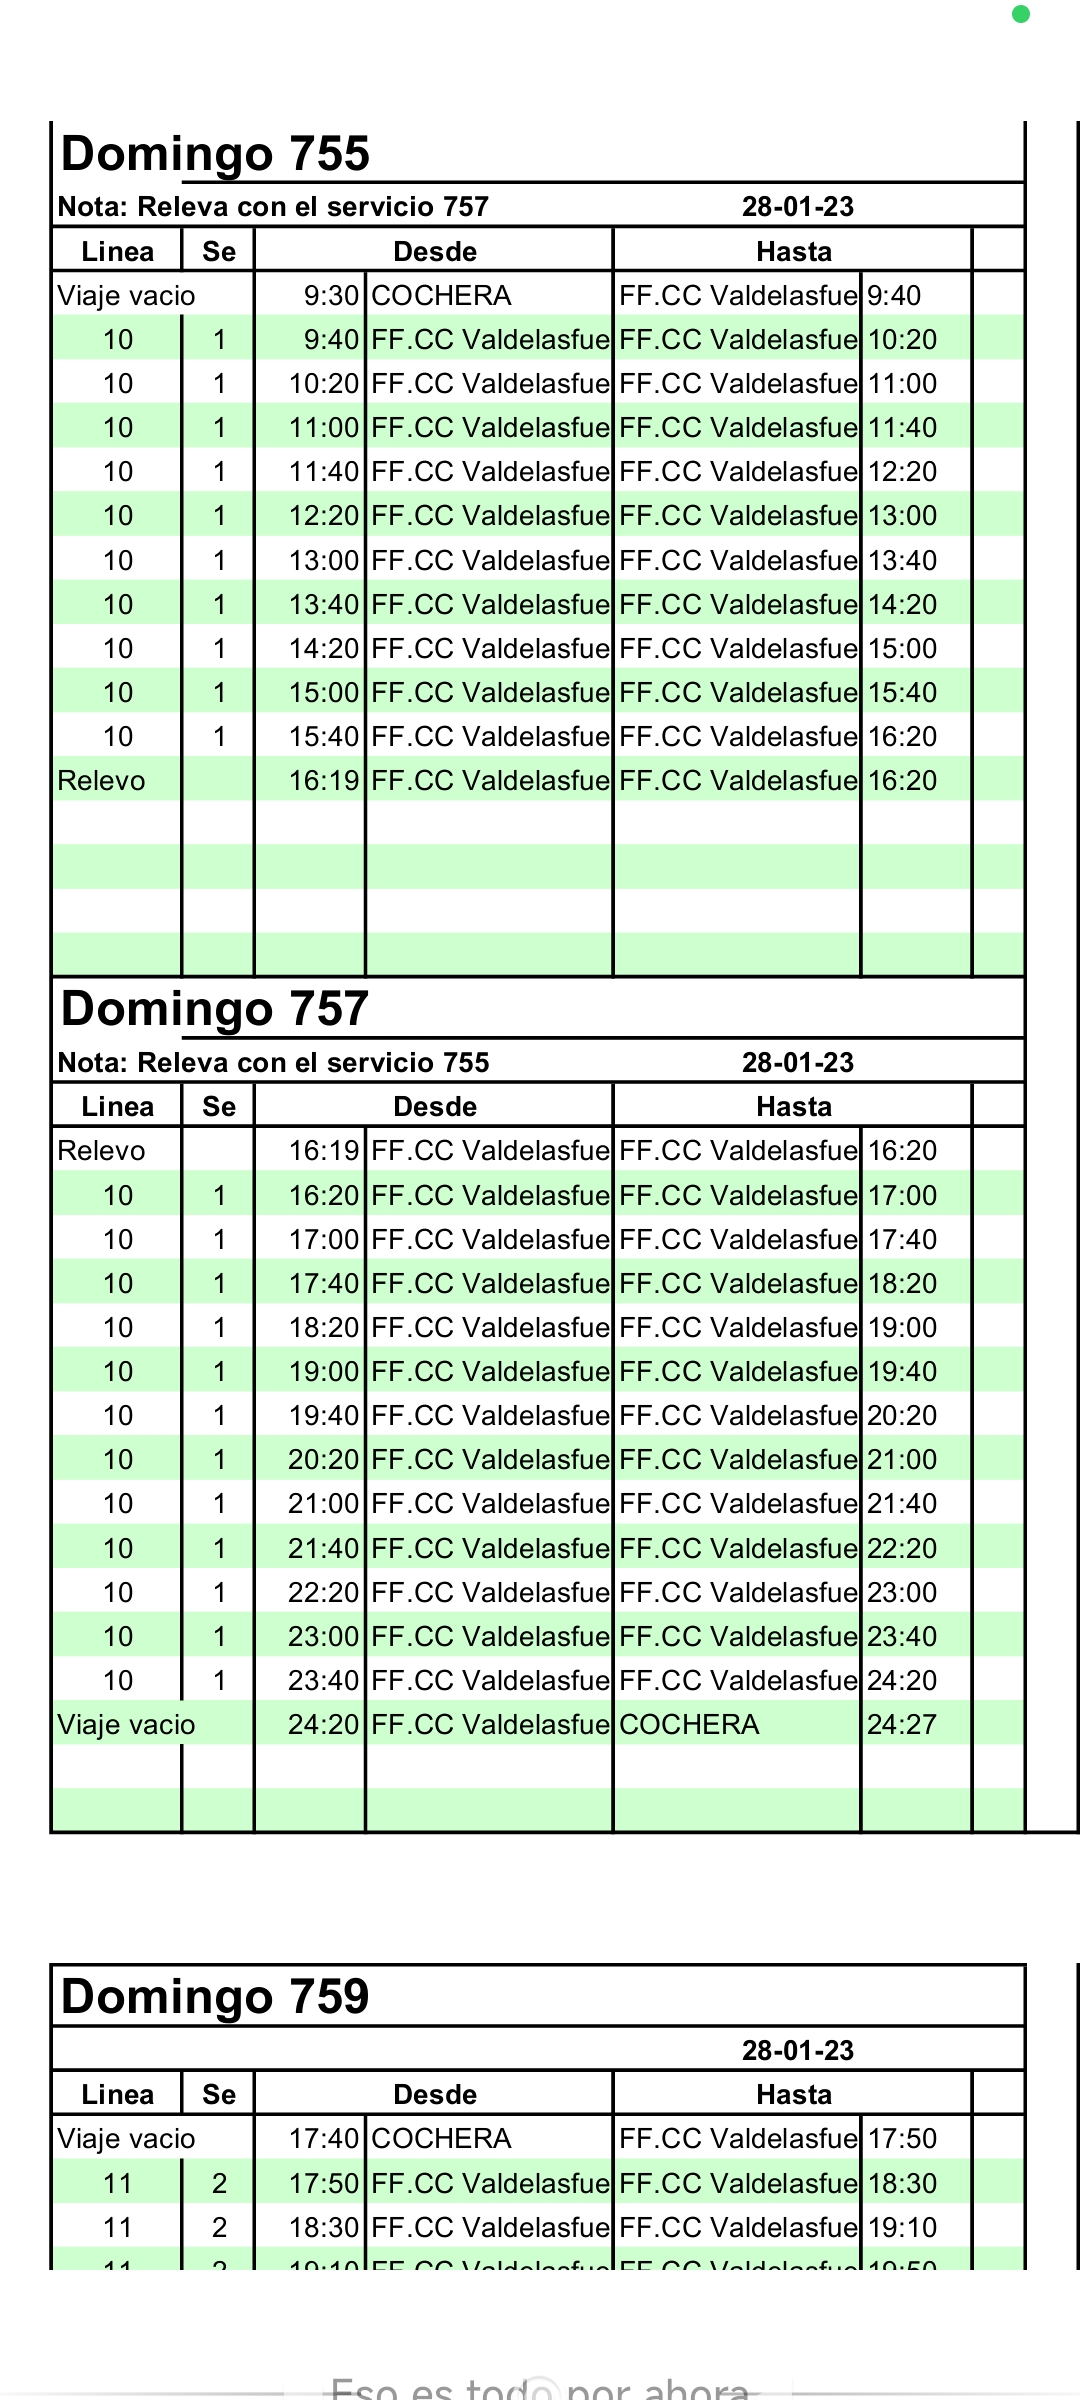 Domingo 755
Nota: Releva con el servicio 757 28-01-23
Linea Se Desde Hasta
Viaje vacio 9:30 COCHERA FF.CC Valdelasfue 9:40
10 1 9:40 FF.CC Valdelasfue FF.CC Valdelasfue 10:20
10 1 10:20 FF.CC Valdelasfue FF.CC Valdelasfue 11:00
10 1 11:00 FF.CC Valdelasfue FF.CC Valdelasfue 11:40
10 1 11:40 FF.CC Valdelasfue FF.CC Valdelasfue 12:20
10 1 12:20 FF.CC Valdelasfue FF.CC Valdelasfue 13:00
10 1 13:00 FF.CC Valdelasfue FF.CC Valdelasfue 13:40
10 1 13:40 FF.CC Valdelasfue FF.CC Valdelasfue 14:20
10 1 14:20 FF.CC Valdelasfue FF.CC Valdelasfue 15:00
10 1 15:00 FF.CC Valdelasfue FF.CC Valdelasfue 15:40
10 1 15:40 FF.CC Valdelasfue FF.CC Valdelasfue 16:20
Relevo 16:19 FF.CC Valdelasfue FF.CC Valdelasfue 16:20
Domingo 757
Nota: Releva con el servicio 755 28-01-23
Linea Se Desde Hasta
Relevo 16:19 FF.CC Valdelasfue FF.CC Valdelasfue 16:20
10 1 16:20 FF.CC Valdelasfue FF.CC Valdelasfue 17:00
10 1 17:00 FF.CC Valdelasfue FF.CC Valdelasfue 17:40
10 1 17:40 FF.CC Valdelasfue FF.CC Valdelasfue 18:20
10 1 18:20 FF.CC Valdelasfue FF.CC Valdelasfue 19:00
10 1 19:00 FF.CC Valdelasfue FF.CC Valdelasfue 19:40
10 1 19:40 FF.CC Valdelasfue FF.CC Valdelasfue 20:20
10 1 20:20 FF.CC Valdelasfue FF.CC Valdelasfue 21:00
10 1 21:00 FF.CC Valdelasfue FF.CC Valdelasfue 21:40
10 1 21:40 FF.CC Valdelasfue FF.CC Valdelasfue 22:20
10 1 22:20 FF.CC Valdelasfue FF.CC Valdelasfue 23:00
10 1 23:00 FF.CC Valdelasfue FF.CC Valdelasfue 23:40
10 1 23:40 FF.CC Valdelasfue FF.CC Valdelasfue 24:20
Viaje vacio 24:20 FF.CC Valdelasfue COCHERA 24:27
Domingo 759
28-01-23
Linea Se Desde Hasta
Viaje vacio 17:40 COCHERA FF.CC Valdelasfue 17:50
11 2 17:50 FF.CC Valdelasfue FF.CC Valdelasfue 18:30
11 2 18:30 FF.CC Valdelasfue FF.CC Valdelasfue 19:10
11 2 19:10 FF.CC Valdelasfue FF.CC Valdelasfue 19:50
Eso es todo por ahora